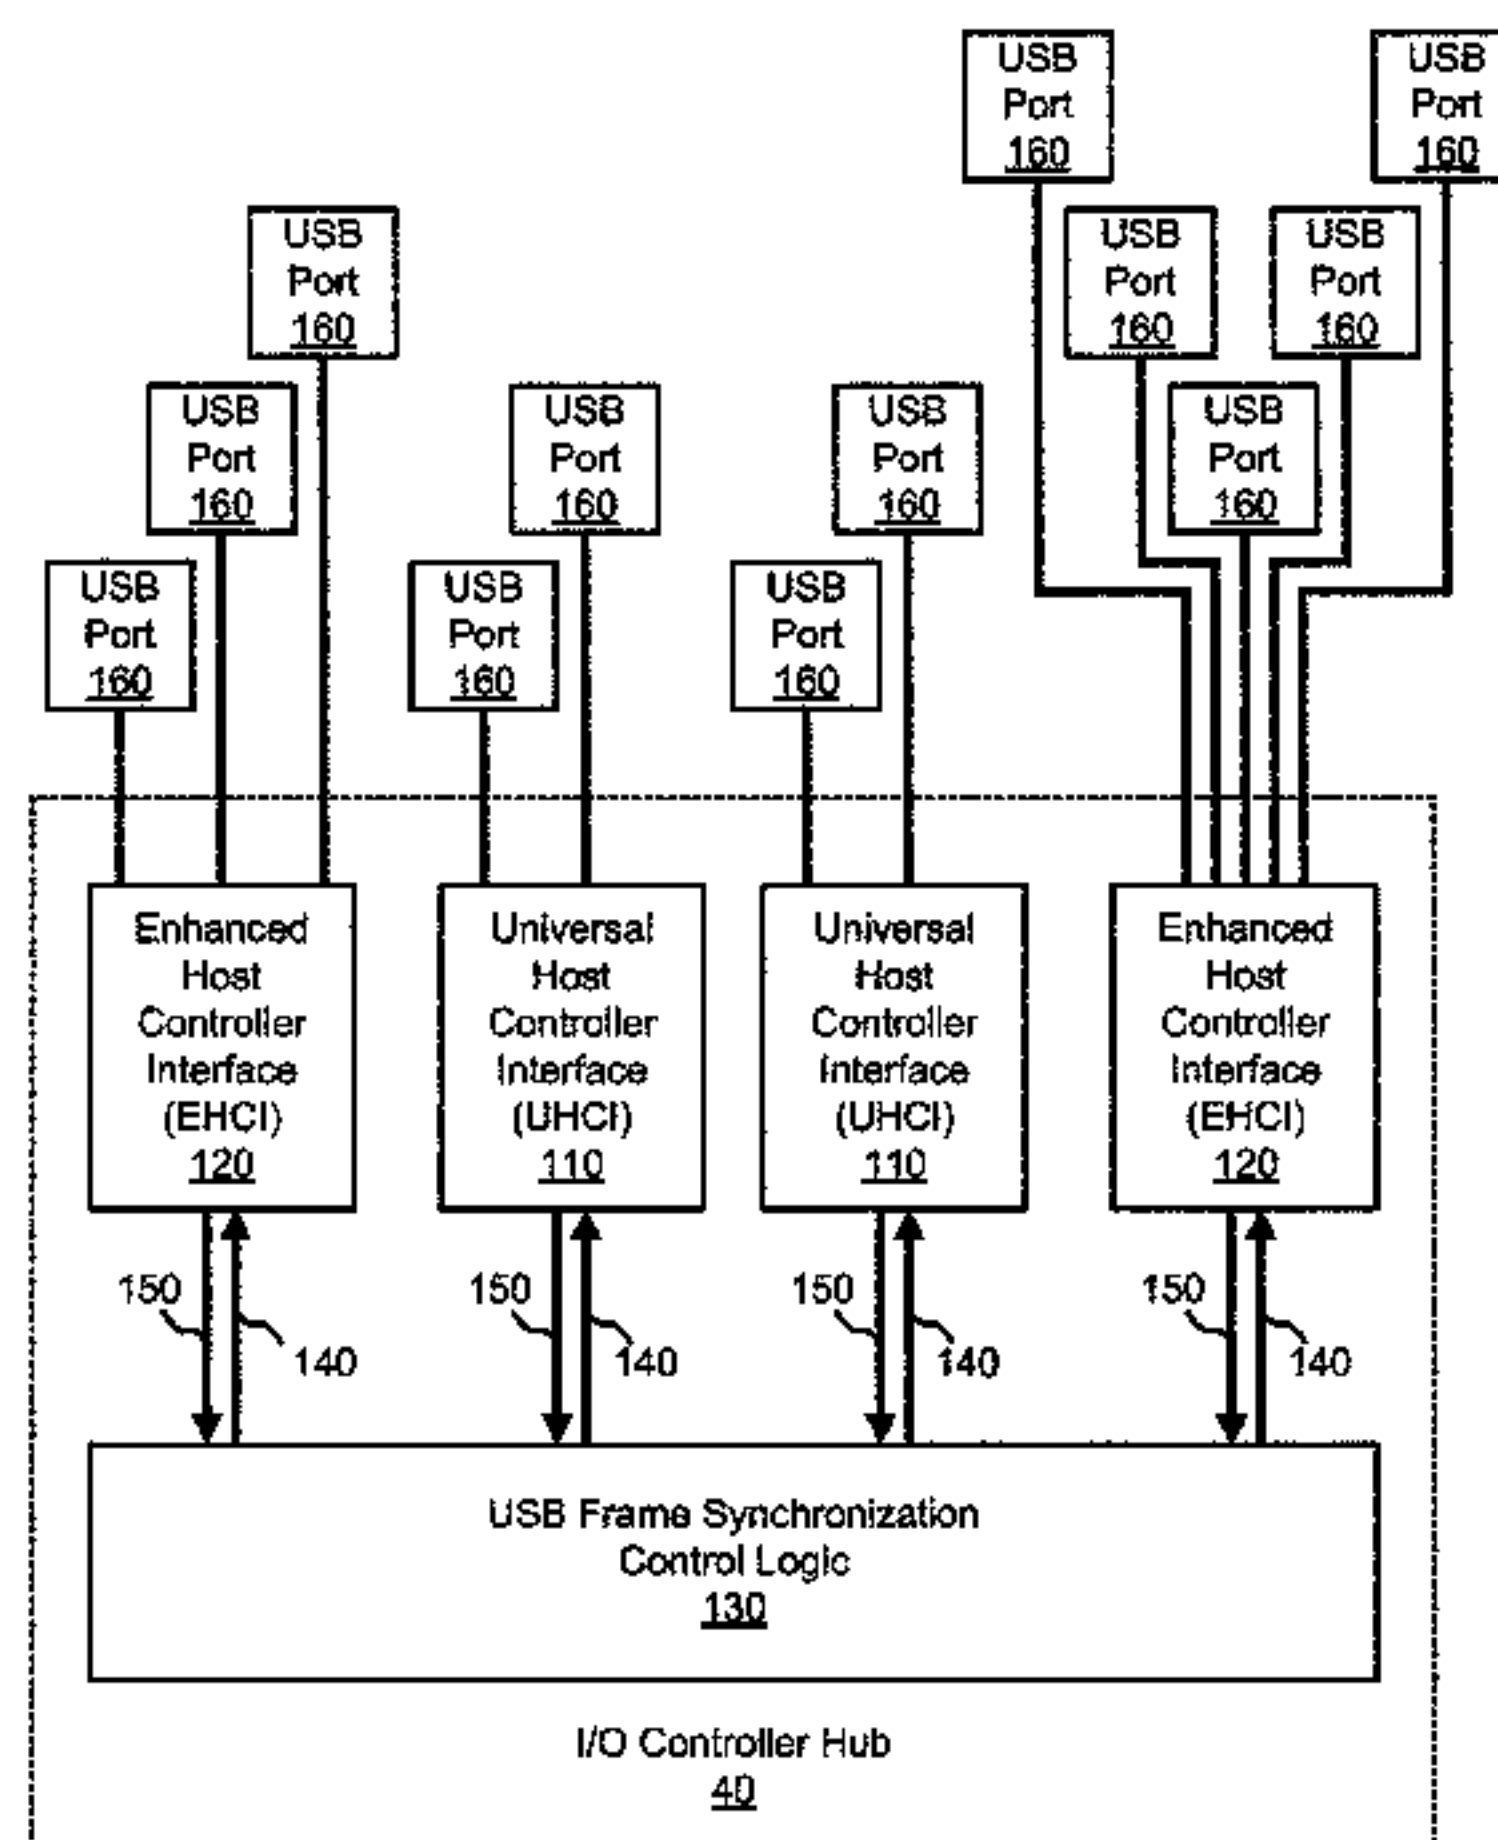 USB
Port
160
USB
Port
160
USB
Port
160
USB
Port
160
USB
Port
160
USB
Port
160
USB
Port
160
USB
Port
160
USB
Port
160
USB
Port
160
USB
Port
160
USB
Port
160
Enhanced
Host
Controller
Interface
(EHCI)
120
Universal
Host
Controller
Interface
(UHCI)
110
Universal
Host
Controller
Interface
(UHCI)
110
Enhanced
Host
Controller
Interface
(EHCI)
120
150
140
150
140
150
140
150
140
USB Frame Synchronization
Control Logic
130
I/O Controller Hub
40